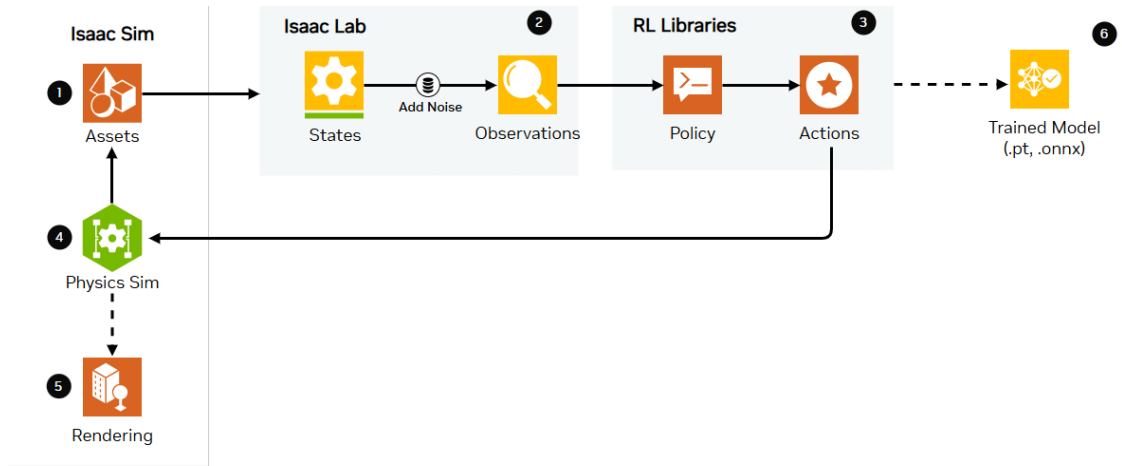 Isaac Sim
Isaac Lab
2
RL Libraries
3
6
1
Assets
States
Add Noise
Observations
Policy
Actions
Trained Model
(.pt, .onnx)
4
Physics Sim
5
Rendering